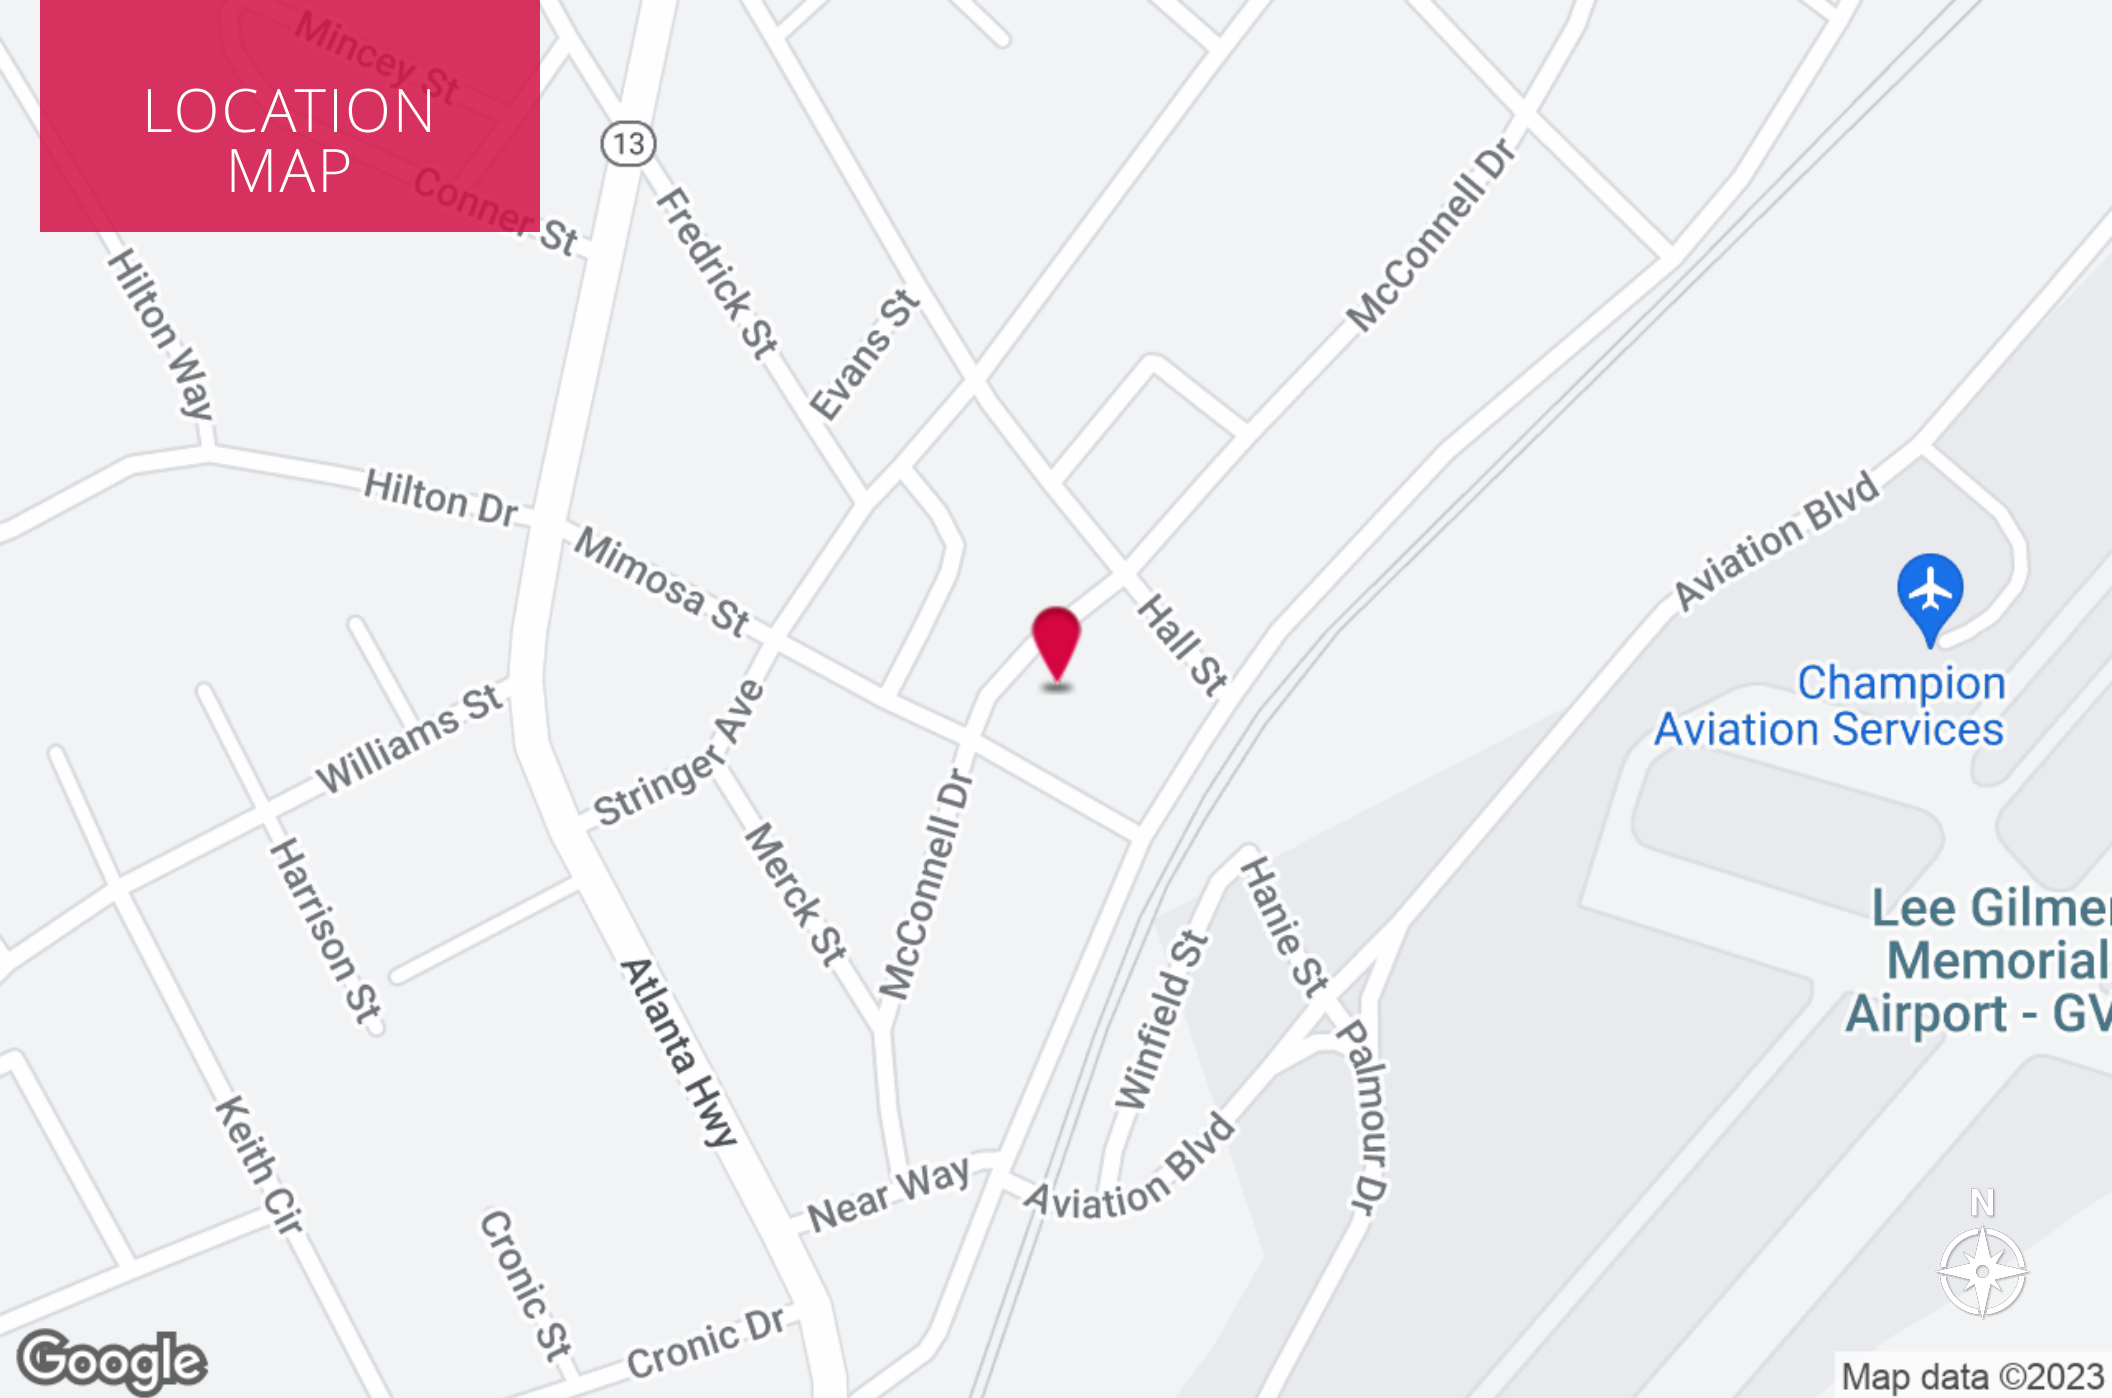 Mincey St
LOCATION
MAP
13
Conner St
Fredrick St
McConnell Dr
Hilton Way
Evans St
Hilton Dr
Mimosa St
Aviation Blvd
Hall St
Champion
Aviation Services
Williams St
Stringer Ave
McConnell Dr
Merck St
Harrison St
Hanie St
Lee Gilmer
Memorial
Airport - GV
Winfield St
Atlanta Hwy
Palmour Dr
Keith Cir
Near Way
Aviation Blvd
N
Cronic St
Cronic Dr
Google
Map data ©2023